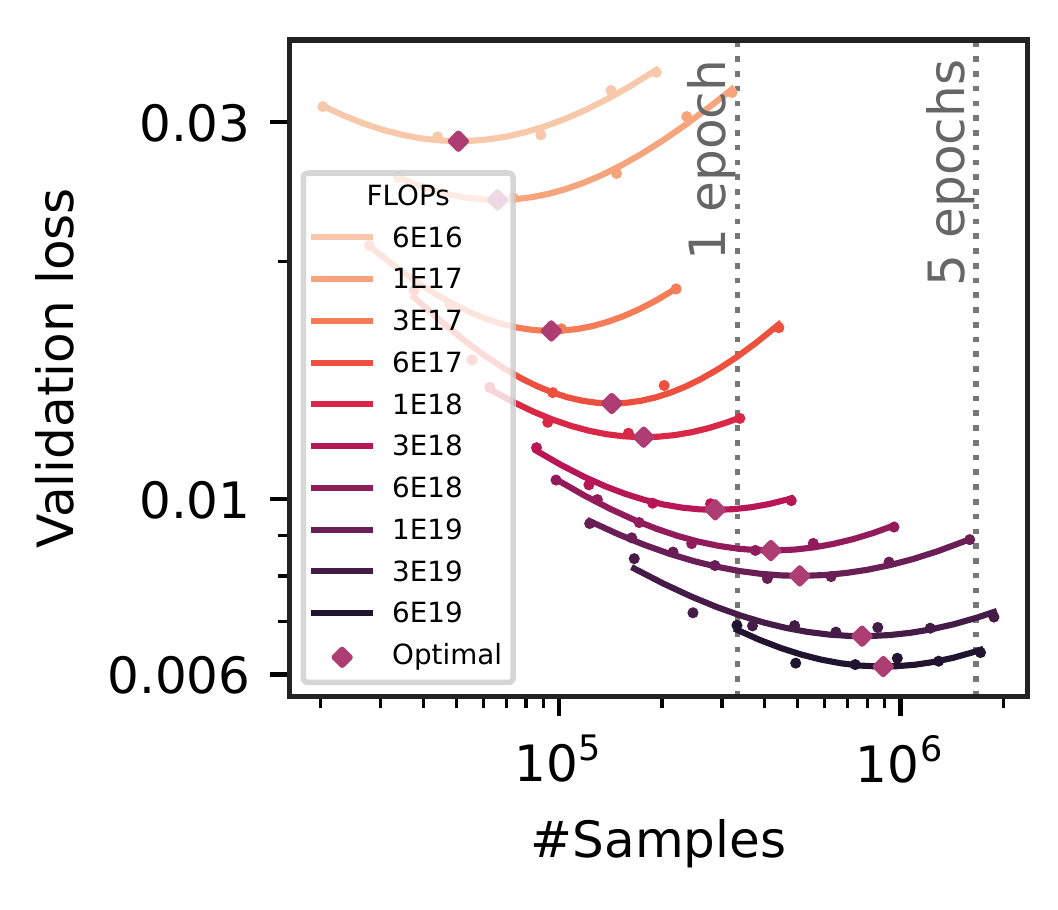 0.03
0.01
0.006
Validation loss
1 epoch
5 epochs
FLOPs
6E16
1E17
3E17
6E17
1E18
3E18
6E18
1E19
3E19
6E19
Optimal
10⁵
10⁶
#Samples